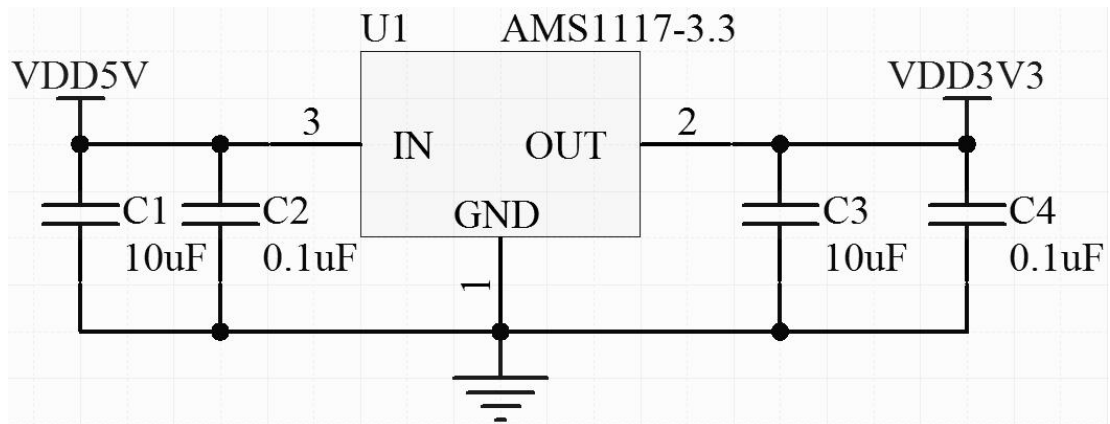 U1 AMS1117-3.3
VDD5V
VDD3V3
3
2
IN OUT
GND
C1
10uF
C2
0.1uF
C3
10uF
C4
0.1uF
1